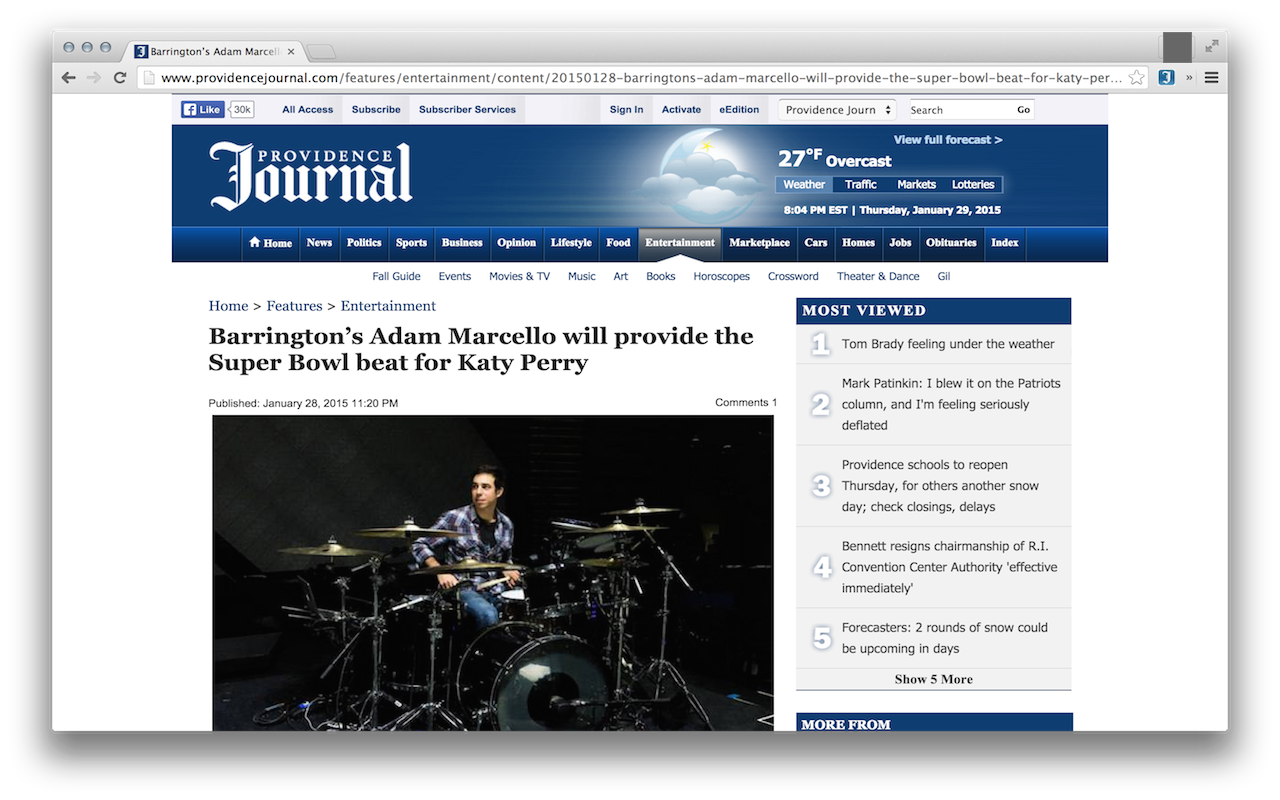 Barrington's Adam Marcell
www.providencejournal.com/features/entertainment/content/20150128-barringtons-adam-marcello-will-provide-the-super-bowl-beat-for-katy-per...
Like 30k All Access Subscribe Subscriber Services Sign In Activate eEdition Providence Journ Search Go
View full forecast >
PROVIDENCE
Journal
27°F Overcast
Weather Traffic Markets Lotteries
8:04 PM EST | Thursday, January 29, 2015
Home News Politics Sports Business Opinion Lifestyle Food Entertainment Marketplace Cars Homes Jobs Obituaries Index
Fall Guide Events Movies & TV Music Art Books Horoscopes Crossword Theater & Dance Gil
Home > Features > Entertainment
Barrington's Adam Marcello will provide the
Super Bowl beat for Katy Perry
Published: January 28, 2015 11:20 PM
Comments 1
MOST VIEWED
1 Tom Brady feeling under the weather
2 Mark Patinkin: I blew it on the Patriots
column, and I'm feeling seriously
deflated
3 Providence schools to reopen
Thursday, for others another snow
day; check closings, delays
4 Bennett resigns chairmanship of R.I.
Convention Center Authority 'effective
immediately'
5 Forecasters: 2 rounds of snow could
be upcoming in days
Show 5 More
MORE FROM